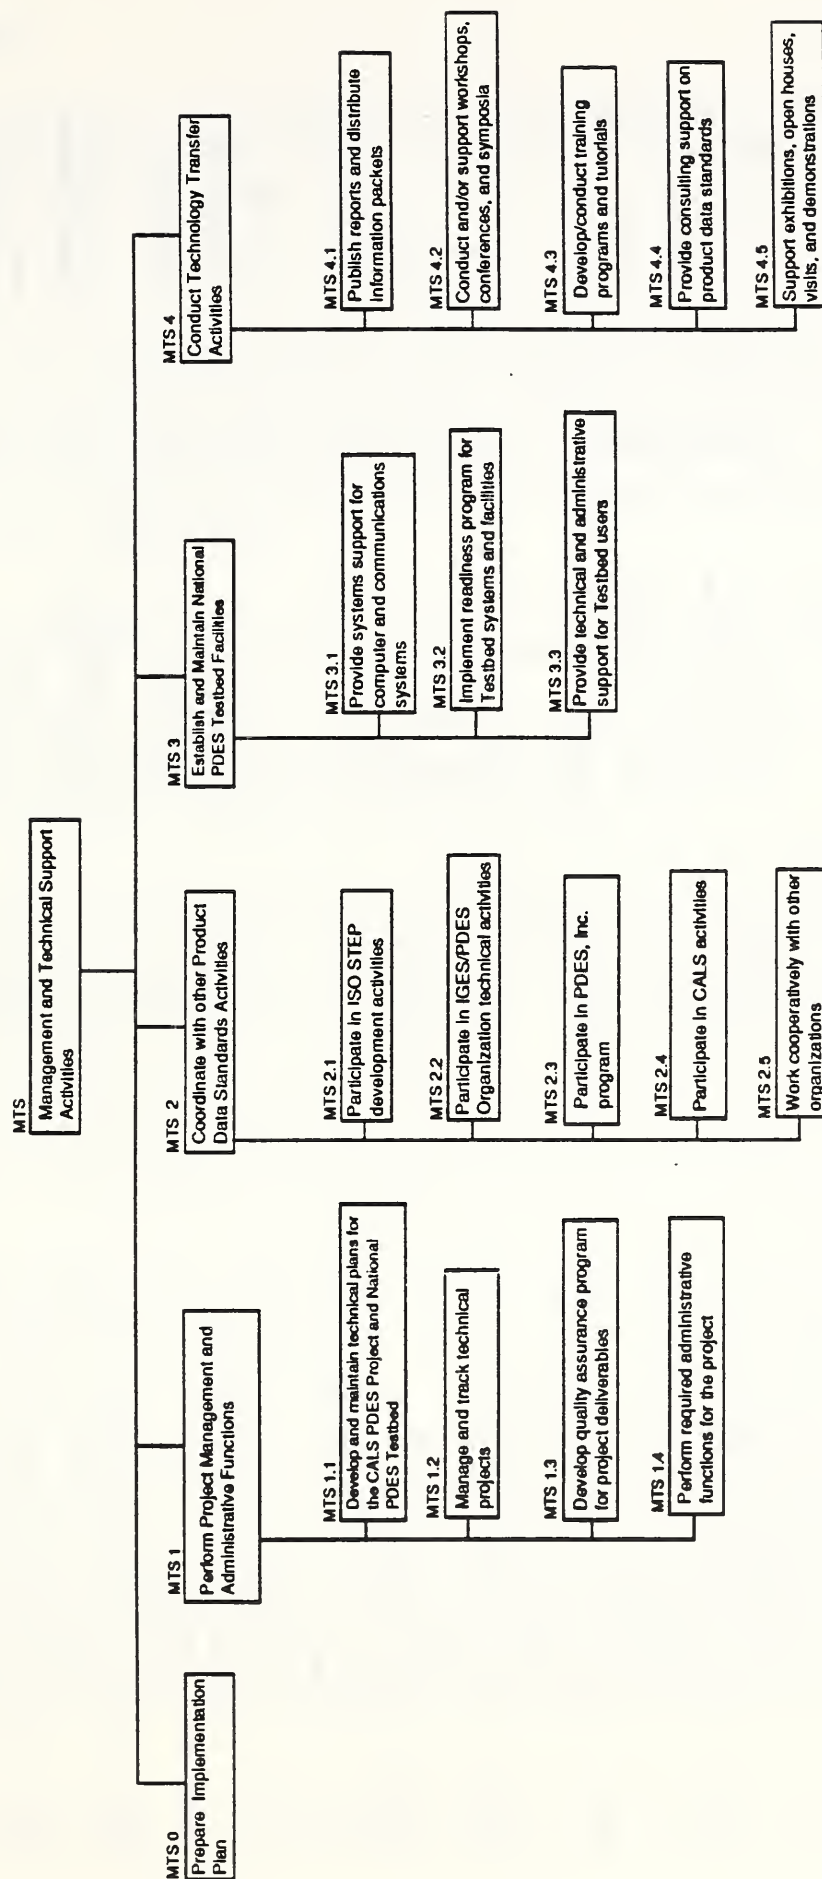 MTS
Management and Technical Support
Activities
MTS 0
Prepare Implementation
Plan
MTS 1
Perform Project Management and
Administrative Functions
MTS 1.1
Develop and maintain technical plans for
the CALS PDES Project and National
PDES Testbed
MTS 1.2
Manage and track technical
projects
MTS 1.3
Develop quality assurance program
for project deliverables
MTS 1.4
Perform required administrative
functions for the project
MTS 2
Coordinate with other Product
Data Standards Activities
MTS 2.1
Participate in ISO STEP
development activities
MTS 2.2
Participate in IGES/PDES
Organization technical activities
MTS 2.3
Participate in PDES, Inc.
program
MTS 2.4
Participate in CALS activities
MTS 2.5
Work cooperatively with other
organizations
MTS 3
Establish and Maintain National
PDES Testbed Facilities
MTS 3.1
Provide systems support for
computer and communications
systems
MTS 3.2
Implement readiness program for
Testbed systems and facilities
MTS 3.3
Provide technical and administrative
support for Testbed users
MTS 4
Conduct Technology Transfer
Activities
MTS 4.1
Publish reports and distribute
information packets
MTS 4.2
Conduct and/or support workshops,
conferences, and symposia
MTS 4.3
Develop/conduct training
programs and tutorials
MTS 4.4
Provide consulting support on
product data standards
MTS 4.5
Support exhibitions, open houses,
visits, and demonstrations